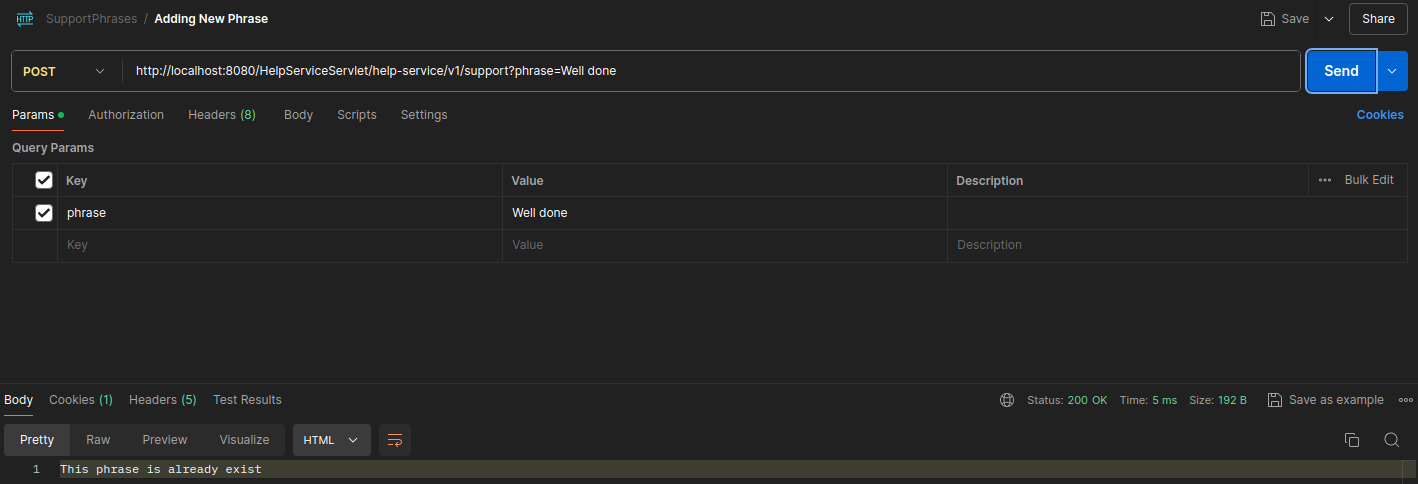 HTTP SupportPhrases / Adding New Phrase Save Share
POST http://localhost:8080/HelpServiceServlet/help-service/v1/support?phrase=Well done Send
Params Authorization Headers (8) Body Scripts Settings Cookies
Query Params
Key Value Description Bulk Edit
phrase Well done
Key Value Description
Body Cookies (1) Headers (5) Test Results Status: 200 OK Time: 5 ms Size: 192 B Save as example
Pretty Raw Preview Visualize HTML
1 This phrase is already exist